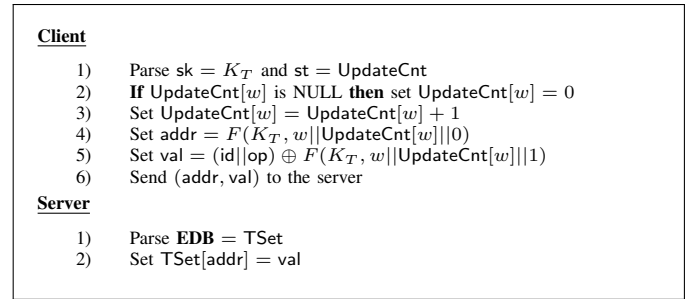 Client
1) Parse sk = K_T and st = UpdateCnt
2) If UpdateCnt[w] is NULL then set UpdateCnt[w] = 0
3) Set UpdateCnt[w] = UpdateCnt[w] + 1
4) Set addr = F(K_T, w||UpdateCnt[w]||0)
5) Set val = (id||op) ⊕ F(K_T, w||UpdateCnt[w]||1)
6) Send (addr, val) to the server
Server
1) Parse EDB = TSet
2) Set TSet[addr] = val